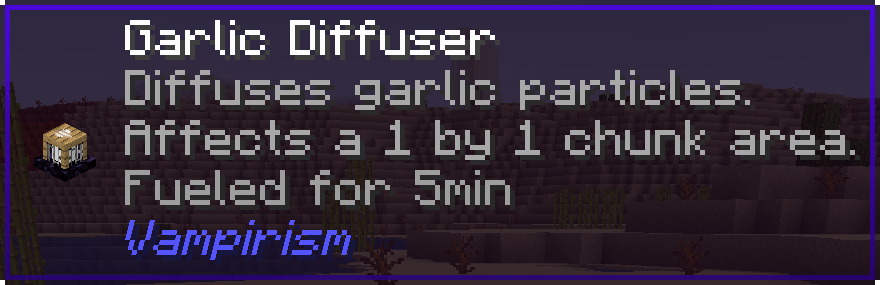 Garlic Diffuser
Diffuses garlic particles.
Affects a 1 by 1 chunk area.
Fueled for 5min
Vampirism